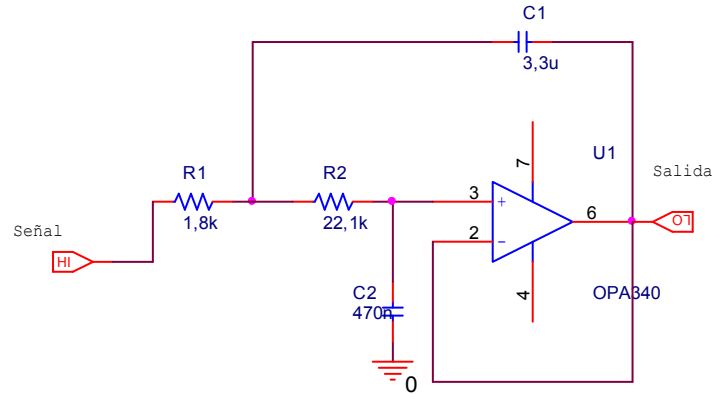 C1
3,3u
U1
Salida
R1
R2
7
3
+
6
LO
1,8k
22,1k
2
-
Señal
HI
C2
470n
4
OPA340
0